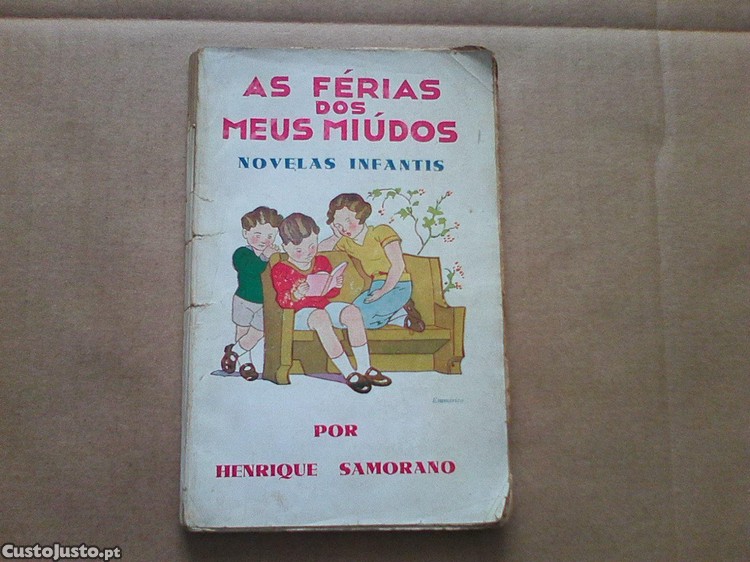 AS FÉRIAS
DOS
MEUS MIÚDOS
NOVELAS INFANTIS
POR
HENRIQUE SAMORANO
CustoJusto.pt